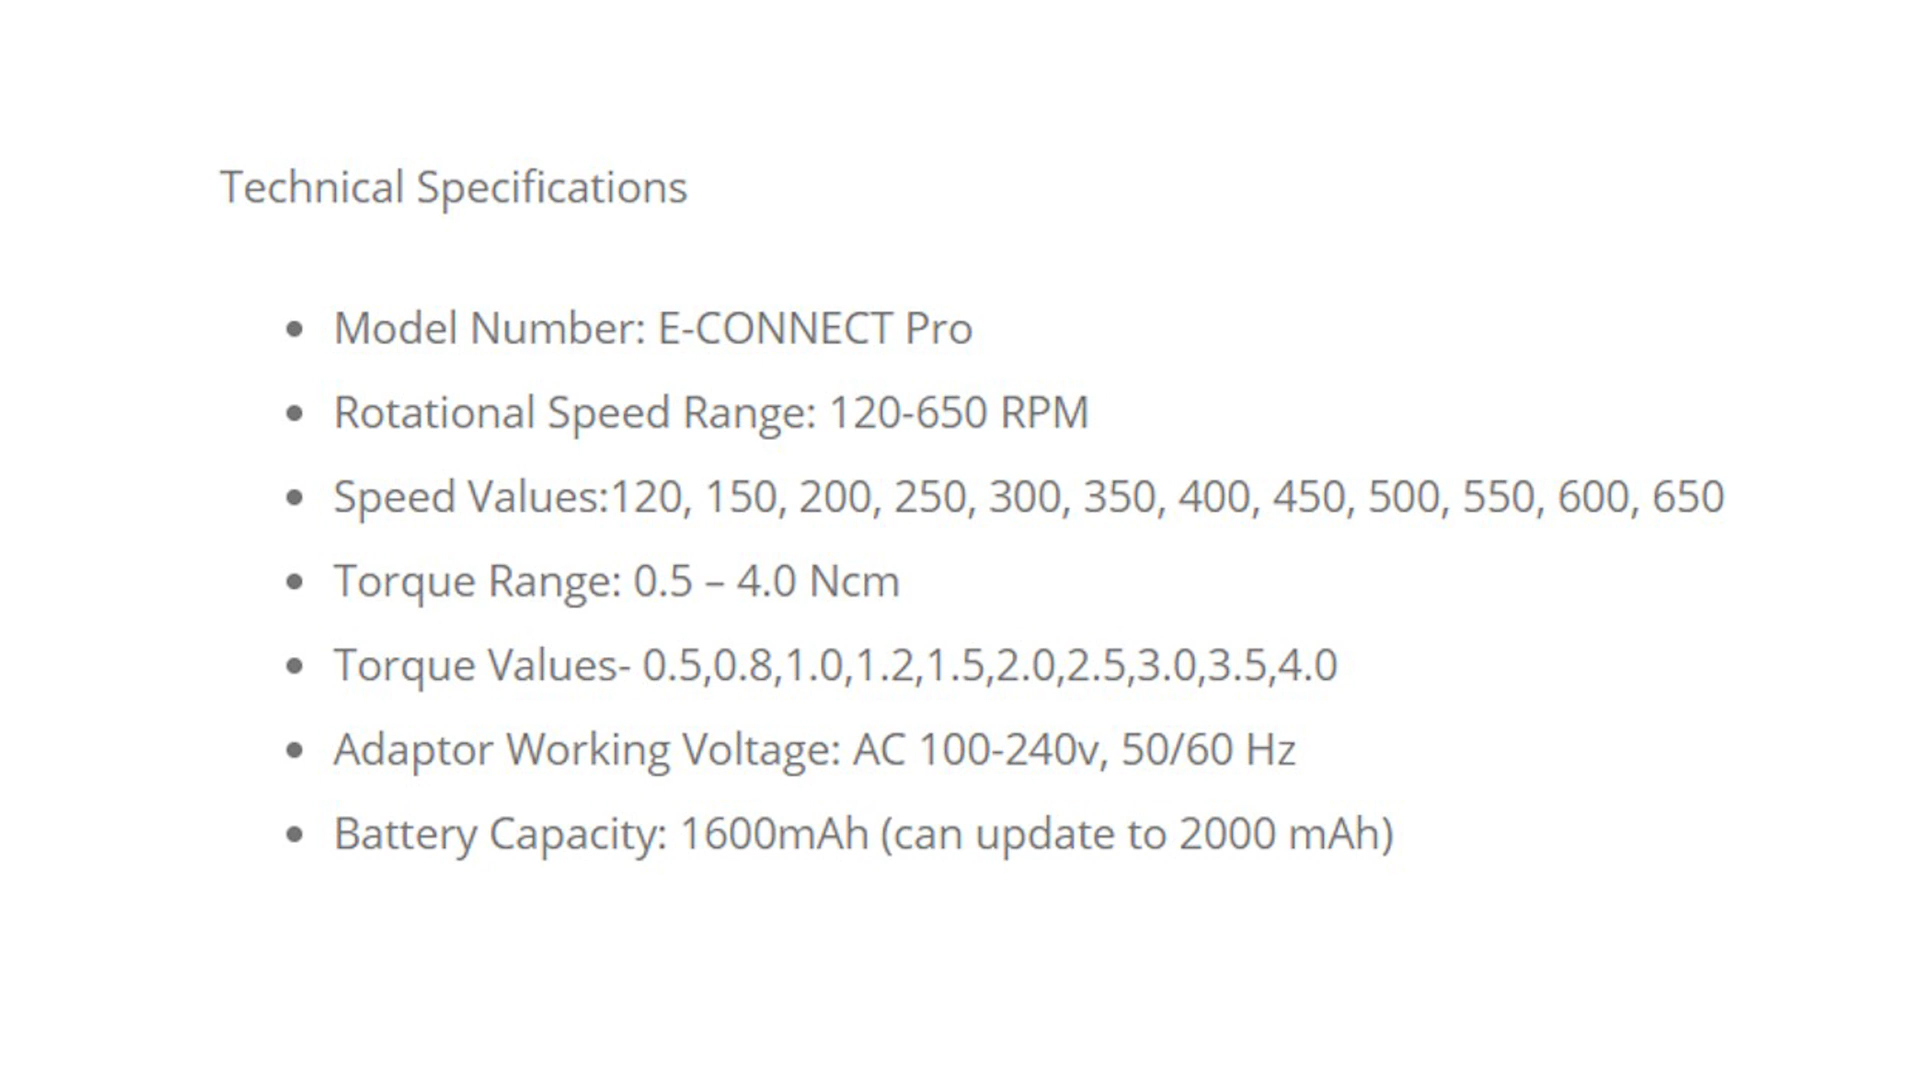 Technical Specifications
• Model Number: E-CONNECT Pro
• Rotational Speed Range: 120-650 RPM
• Speed Values:120, 150, 200, 250, 300, 350, 400, 450, 500, 550, 600, 650
• Torque Range: 0.5 – 4.0 Ncm
• Torque Values- 0.5,0.8,1.0,1.2,1.5,2.0,2.5,3.0,3.5,4.0
• Adaptor Working Voltage: AC 100-240v, 50/60 Hz
• Battery Capacity: 1600mAh (can update to 2000 mAh)